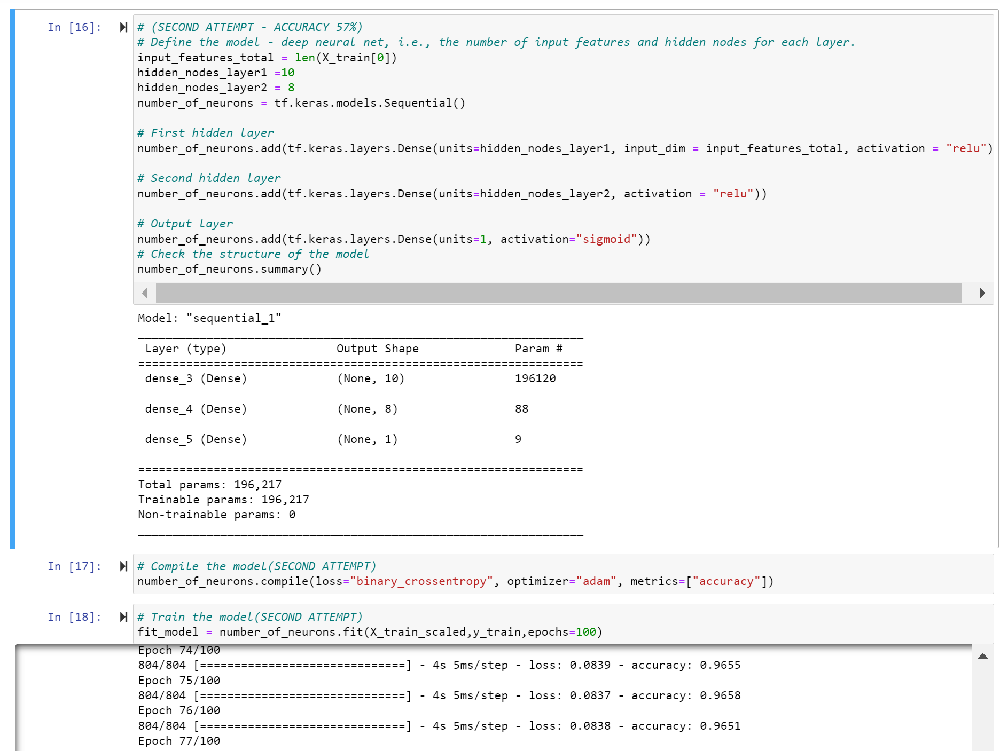 In [16]:
# (SECOND ATTEMPT - ACCURACY 57%)
# Define the model - deep neural net, i.e., the number of input features and hidden nodes for each layer.
input_features_total = len(X_train[0])
hidden_nodes_layer1 =10
hidden_nodes_layer2 = 8
number_of_neurons = tf.keras.models.Sequential()
# First hidden layer
number_of_neurons.add(tf.keras.layers.Dense(units=hidden_nodes_layer1, input_dim = input_features_total, activation = "relu")
# Second hidden layer
number_of_neurons.add(tf.keras.layers.Dense(units=hidden_nodes_layer2, activation = "relu"))
# Output layer
number_of_neurons.add(tf.keras.layers.Dense(units=1, activation="sigmoid"))
# Check the structure of the model
number_of_neurons.summary()
Model: "sequential_1"
_________________________________________________________________
Layer (type) Output Shape Param #
=================================================================
dense_3 (Dense) (None, 10) 196120
dense_4 (Dense) (None, 8) 88
dense_5 (Dense) (None, 1) 9
=================================================================
Total params: 196,217
Trainable params: 196,217
Non-trainable params: 0
_________________________________________________________________
In [17]:
# Compile the model(SECOND ATTEMPT)
number_of_neurons.compile(loss="binary_crossentropy", optimizer="adam", metrics=["accuracy"])
In [18]:
# Train the model(SECOND ATTEMPT)
fit_model = number_of_neurons.fit(X_train_scaled,y_train,epochs=100)
Epoch 74/100
804/804 [==============================] - 4s 5ms/step - loss: 0.0839 - accuracy: 0.9655
Epoch 75/100
804/804 [==============================] - 4s 5ms/step - loss: 0.0837 - accuracy: 0.9658
Epoch 76/100
804/804 [==============================] - 4s 5ms/step - loss: 0.0838 - accuracy: 0.9651
Epoch 77/100